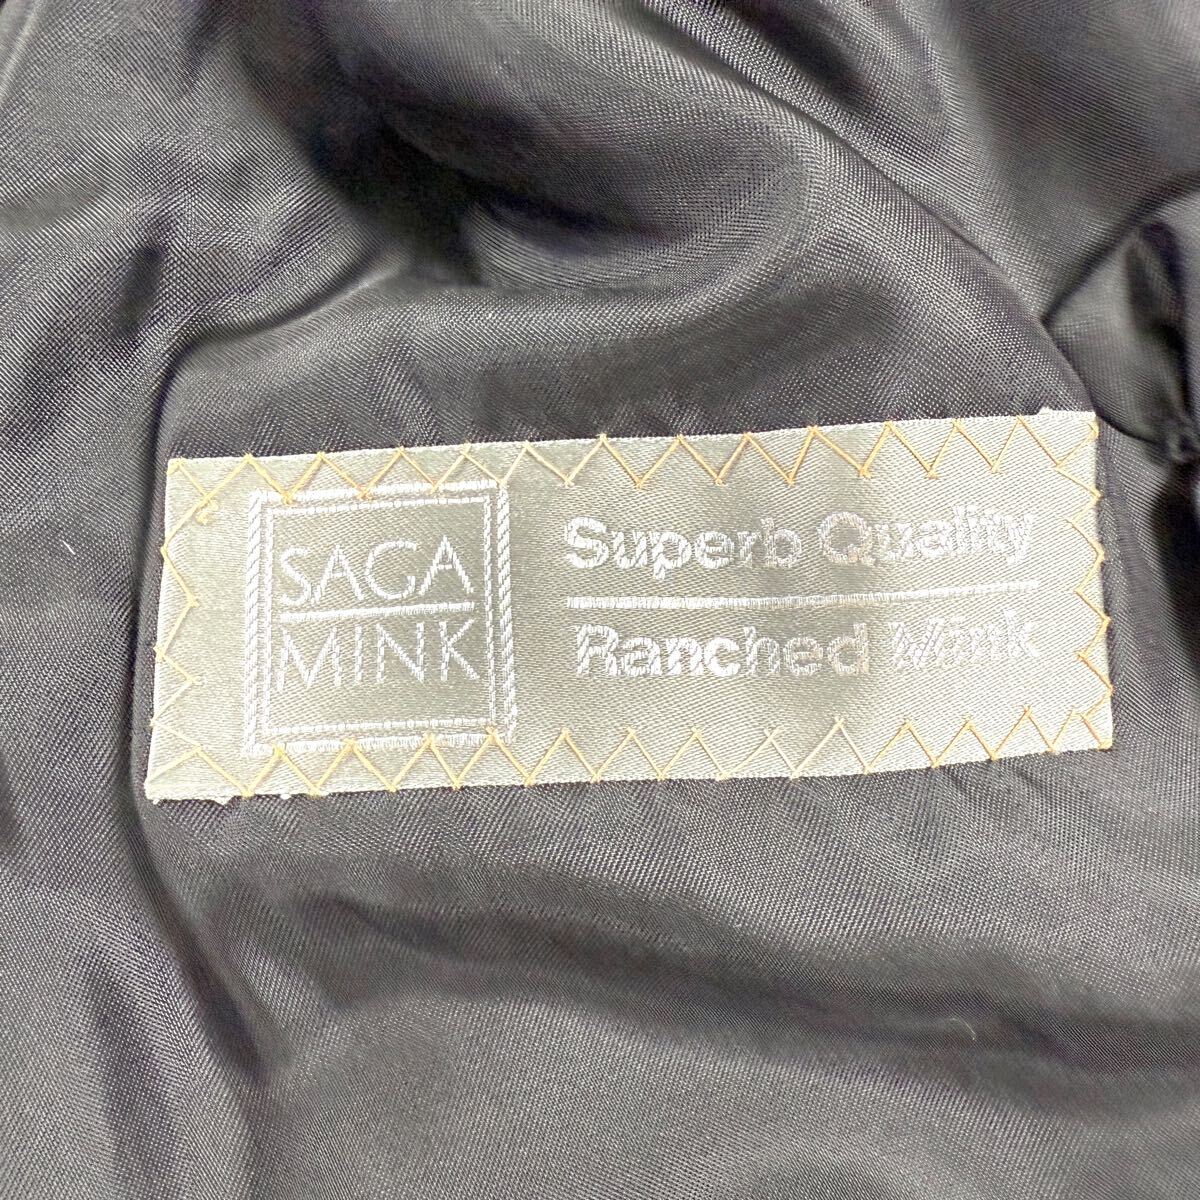 SAGA
MINK
Superb Quality
Ranched Mink